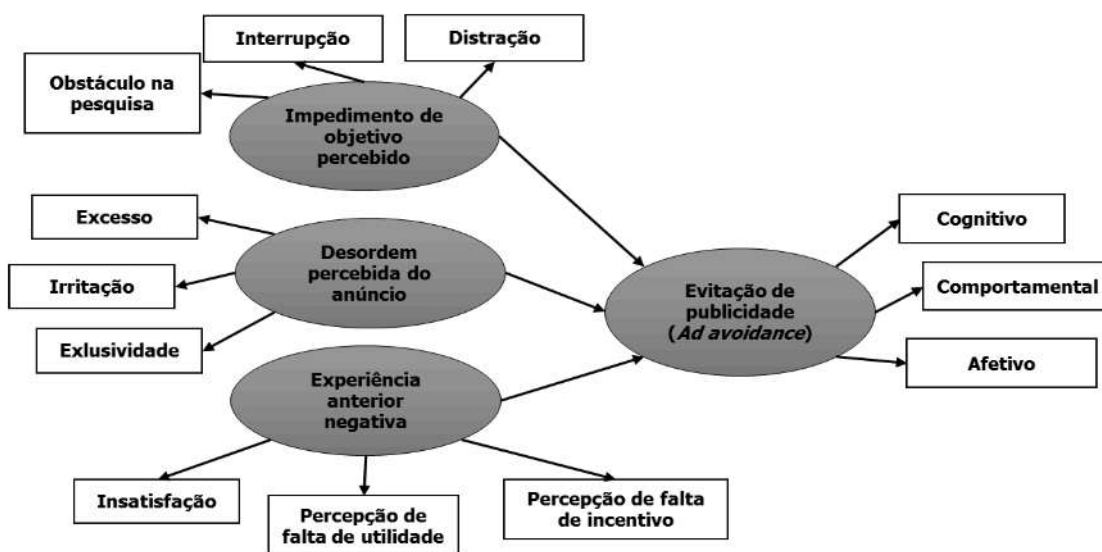 Interrupção
Distração
Obstáculo na
pesquisa
Impedimento de
objetivo
percebido
Excesso
Desordem
percebida do
anúncio
Irritação
Exlusividade
Experiência
anterior
negativa
Insatisfação
Percepção de
falta de utilidade
Percepção de falta
de incentivo
Evitação de
publicidade
(Ad avoidance)
Cognitivo
Comportamental
Afetivo